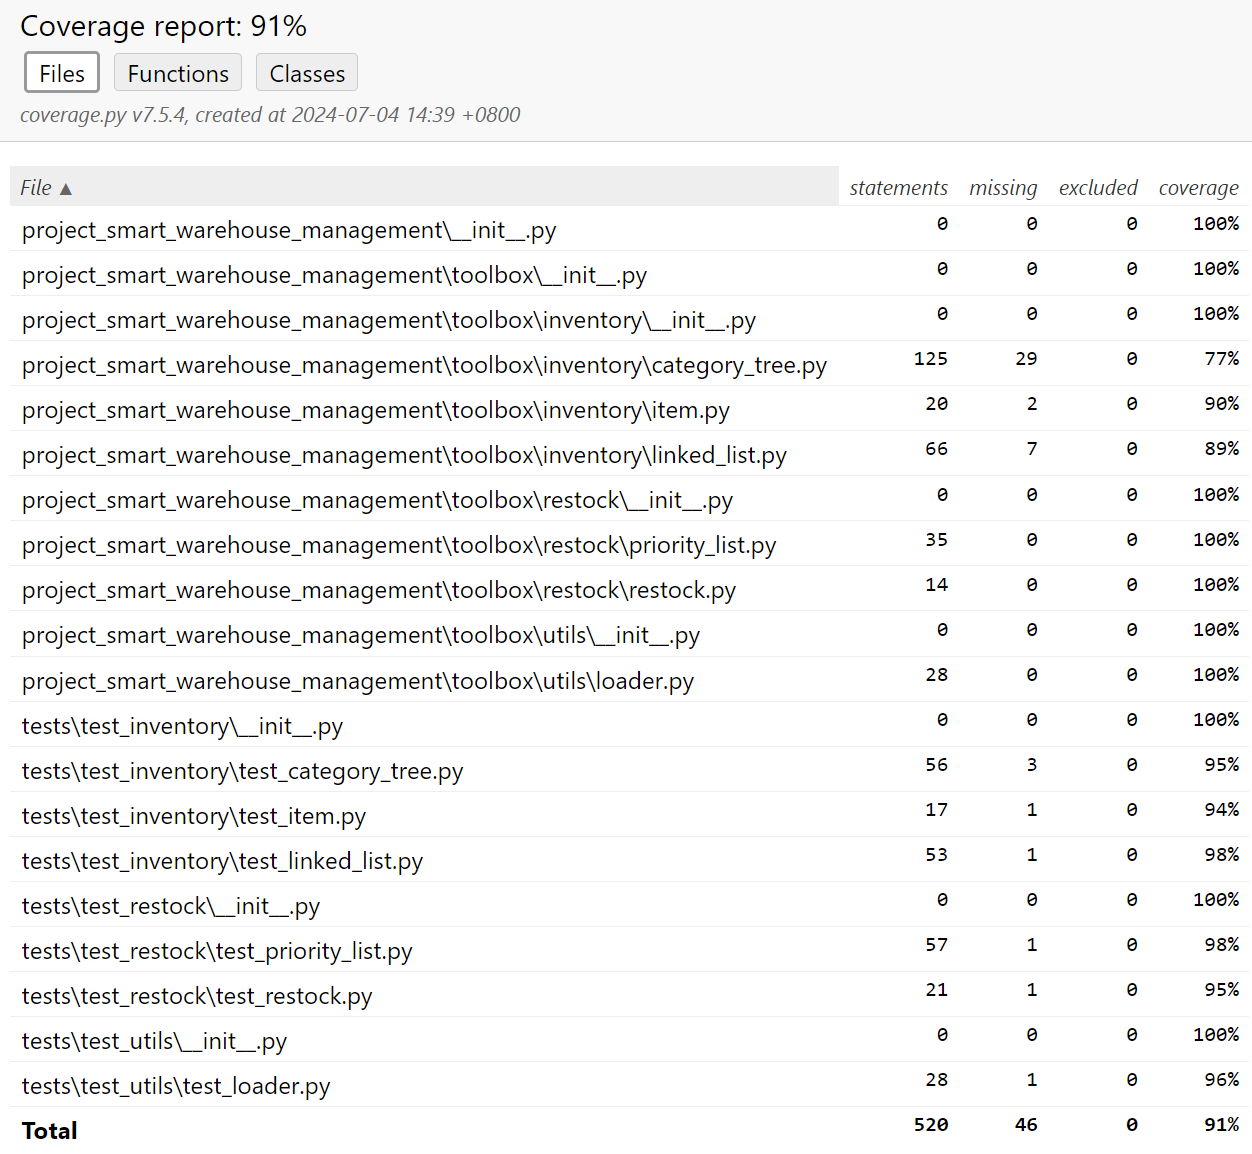 Coverage report: 91%
Files Functions Classes
coverage.py v7.5.4, created at 2024-07-04 14:39 +0800
File ▲ statements missing excluded coverage
project_smart_warehouse_management\__init__.py 0 0 0 100%
project_smart_warehouse_management\toolbox\__init__.py 0 0 0 100%
project_smart_warehouse_management\toolbox\inventory\__init__.py 0 0 0 100%
project_smart_warehouse_management\toolbox\inventory\category_tree.py 125 29 0 77%
project_smart_warehouse_management\toolbox\inventory\item.py 20 2 0 90%
project_smart_warehouse_management\toolbox\inventory\linked_list.py 66 7 0 89%
project_smart_warehouse_management\toolbox\restock\__init__.py 0 0 0 100%
project_smart_warehouse_management\toolbox\restock\priority_list.py 35 0 0 100%
project_smart_warehouse_management\toolbox\restock\restock.py 14 0 0 100%
project_smart_warehouse_management\toolbox\utils\__init__.py 0 0 0 100%
project_smart_warehouse_management\toolbox\utils\loader.py 28 0 0 100%
tests\test_inventory\__init__.py 0 0 0 100%
tests\test_inventory\test_category_tree.py 56 3 0 95%
tests\test_inventory\test_item.py 17 1 0 94%
tests\test_inventory\test_linked_list.py 53 1 0 98%
tests\test_restock\__init__.py 0 0 0 100%
tests\test_restock\test_priority_list.py 57 1 0 98%
tests\test_restock\test_restock.py 21 1 0 95%
tests\test_utils\__init__.py 0 0 0 100%
tests\test_utils\test_loader.py 28 1 0 96%
Total 520 46 0 91%